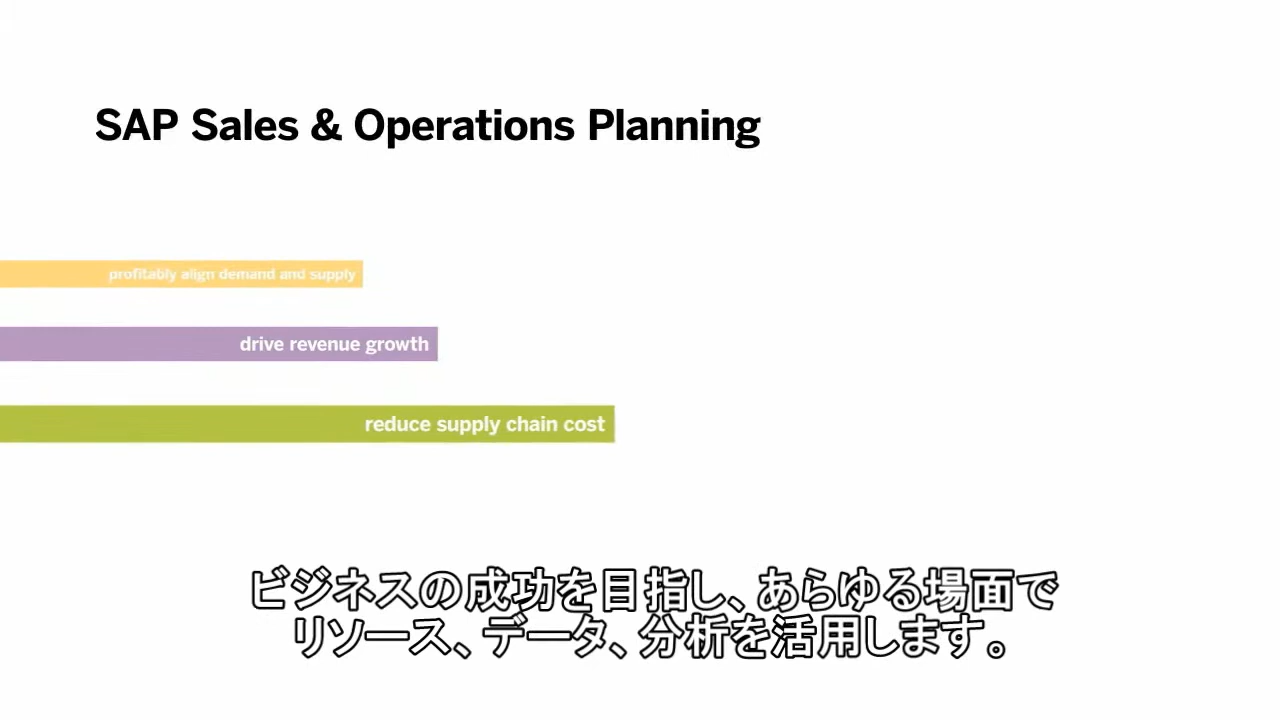 SAP Sales & Operations Planning
profitably align demand and supply
drive revenue growth
reduce supply chain cost
ビジネスの成功を目指し、あらゆる場面で
リソース、データ、分析を活用します。